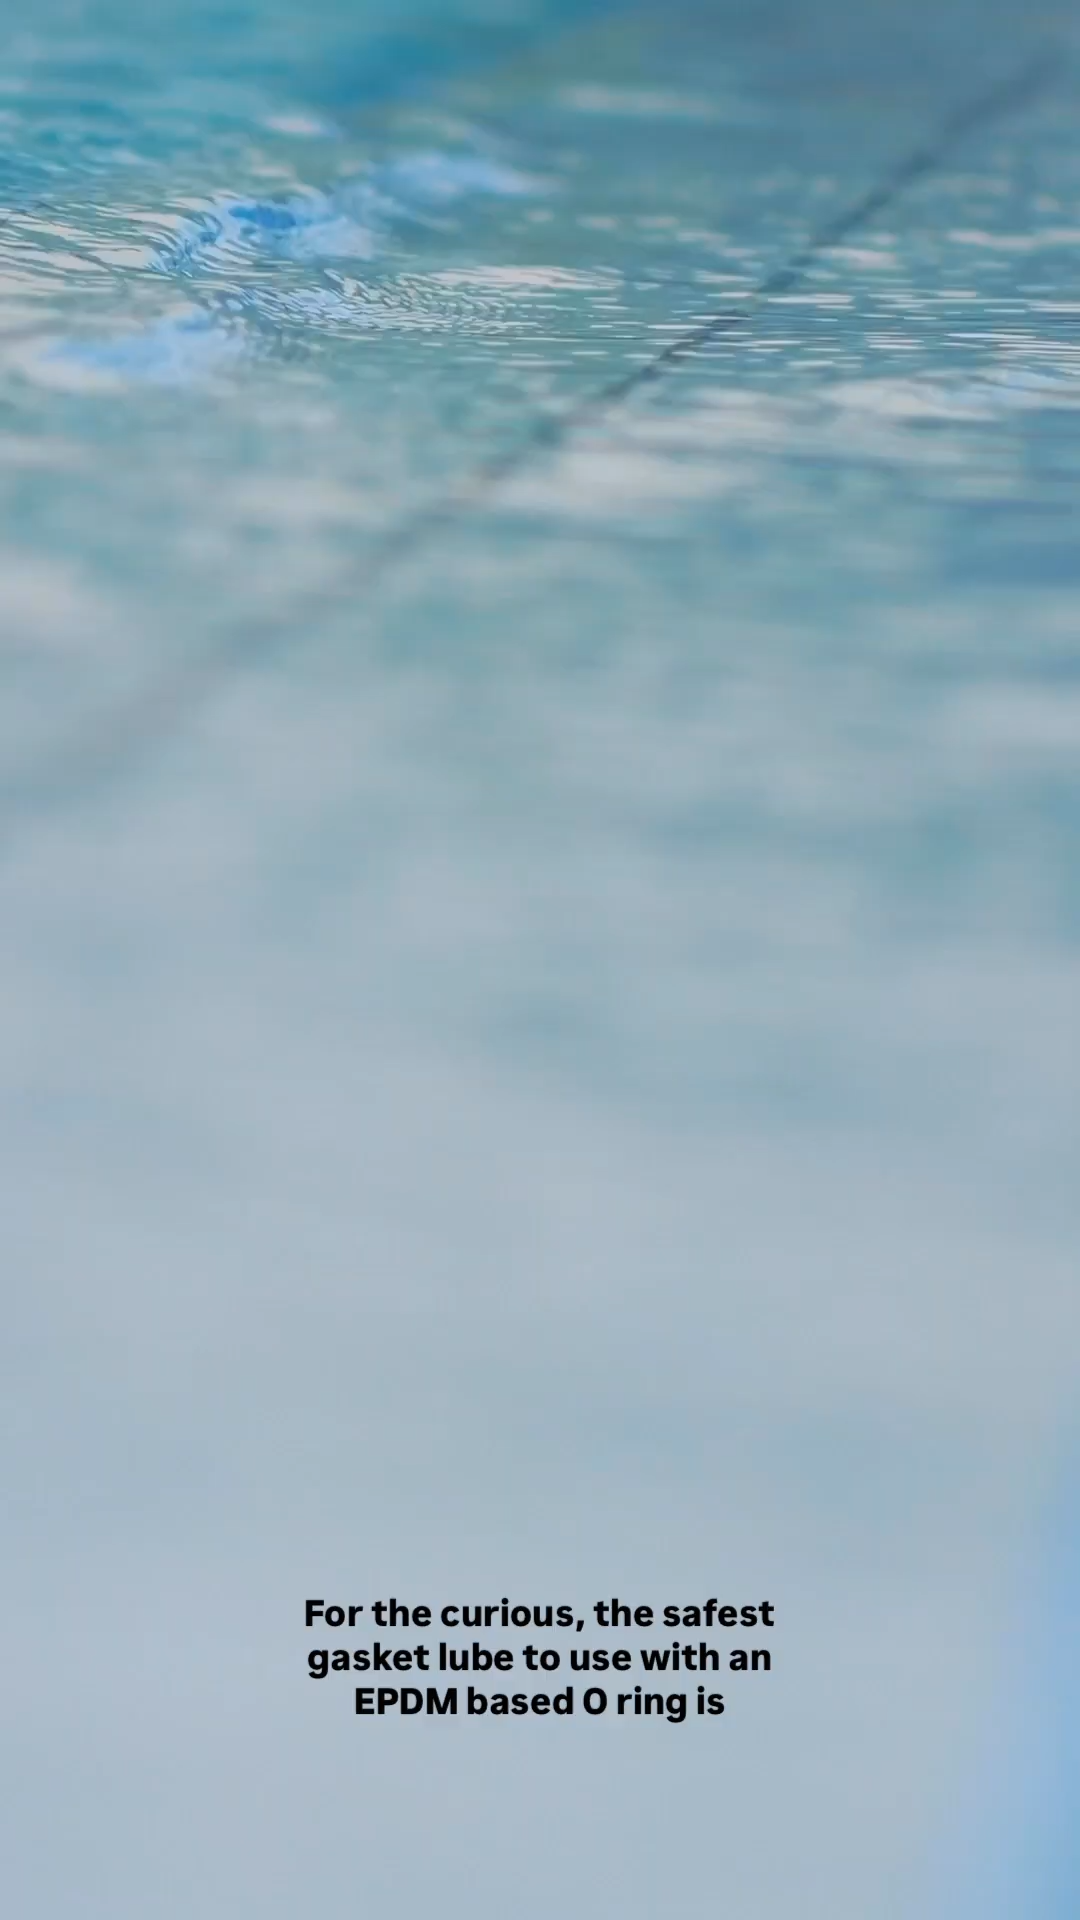 For the curious, the safest
gasket lube to use with an
EPDM based O ring is